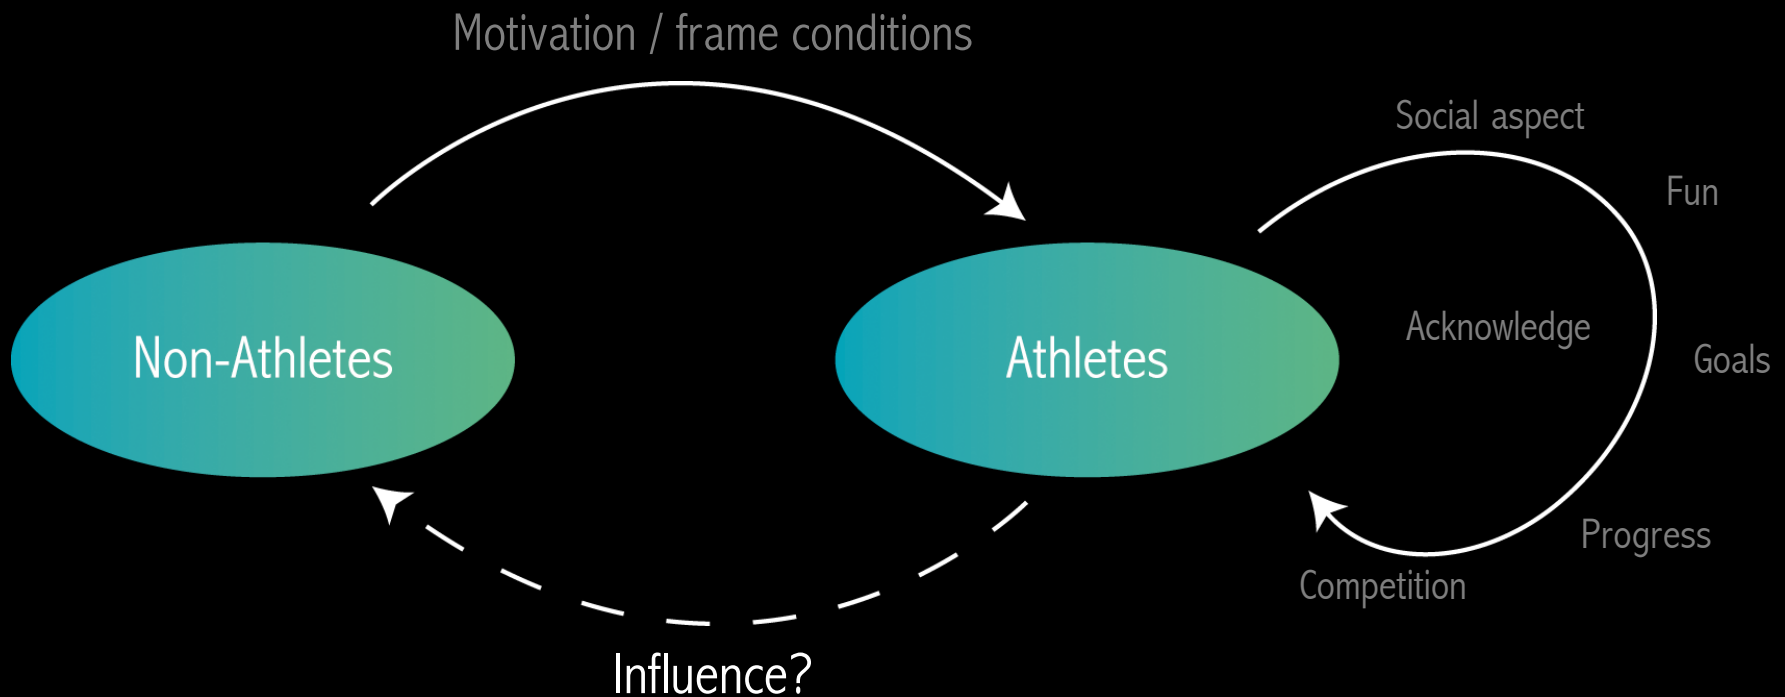 Motivation / frame conditions
Social aspect
Fun
Acknowledge
Goals
Non-Athletes
Athletes
Progress
Competition
Influence?